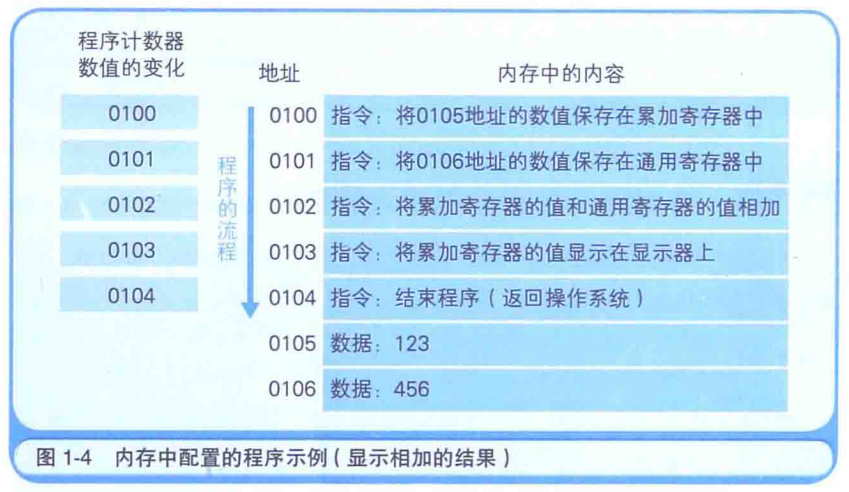 程序计数器
数值的变化
地址
内存中的内容
0100
0100 指令：将0105地址的数值保存在累加寄存器中
0101
0101 指令：将0106地址的数值保存在通用寄存器中
0102
0102 指令：将累加寄存器的值和通用寄存器的值相加
0103
0103 指令：将累加寄存器的值显示在显示器上
0104
0104 指令：结束程序（返回操作系统）
程序的流程
0105 数据：123
0106 数据：456
图 1-4 内存中配置的程序示例（显示相加的结果）